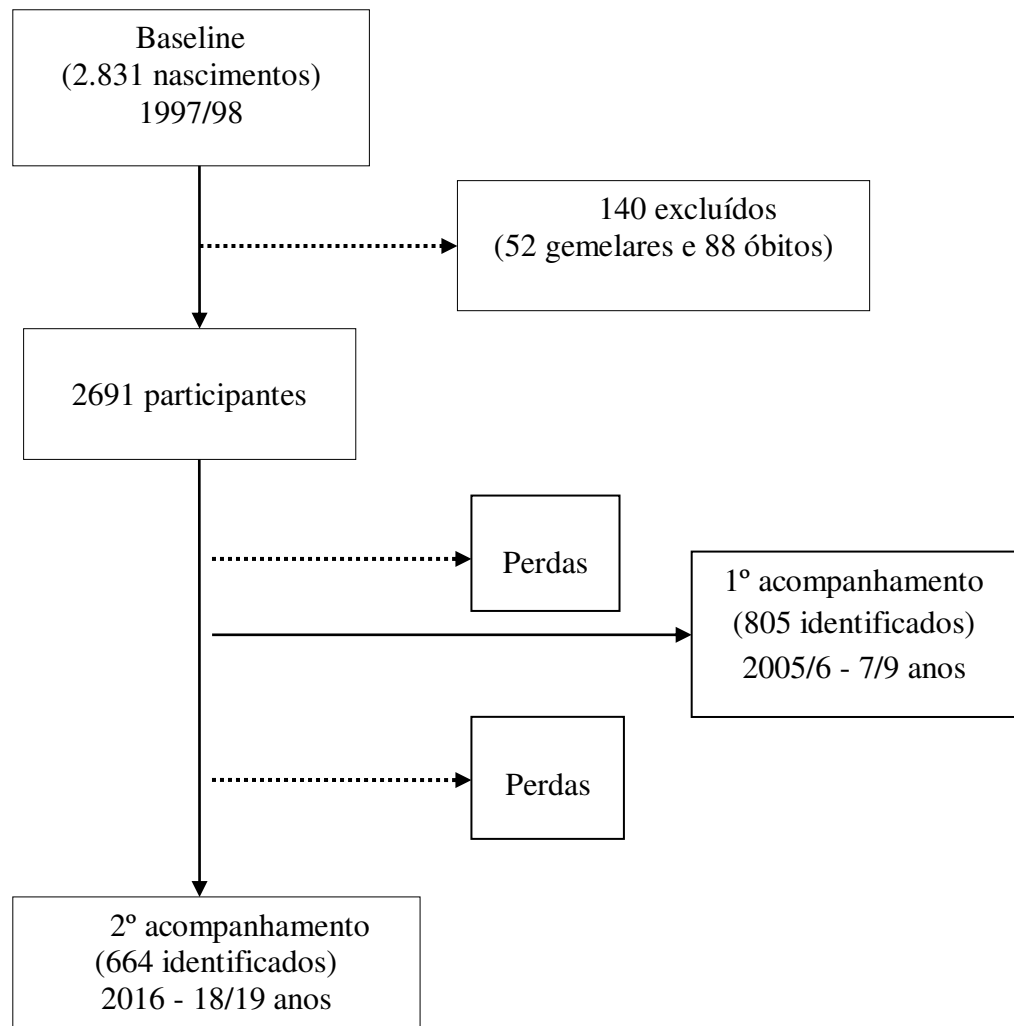 Baseline
(2.831 nascimentos)
1997/98
140 excluídos
(52 gemelares e 88 óbitos)
2691 participantes
Perdas
1º acompanhamento
(805 identificados)
2005/6 - 7/9 anos
Perdas
2º acompanhamento
(664 identificados)
2016 - 18/19 anos